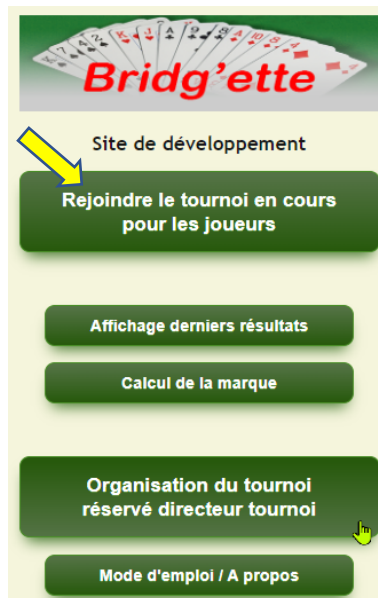 Bridg'ette
Site de développement
Rejoindre le tournoi en cours
pour les joueurs
Affichage derniers résultats
Calcul de la marque
Organisation du tournoi
réservé directeur tournoi
Mode d'emploi / A propos